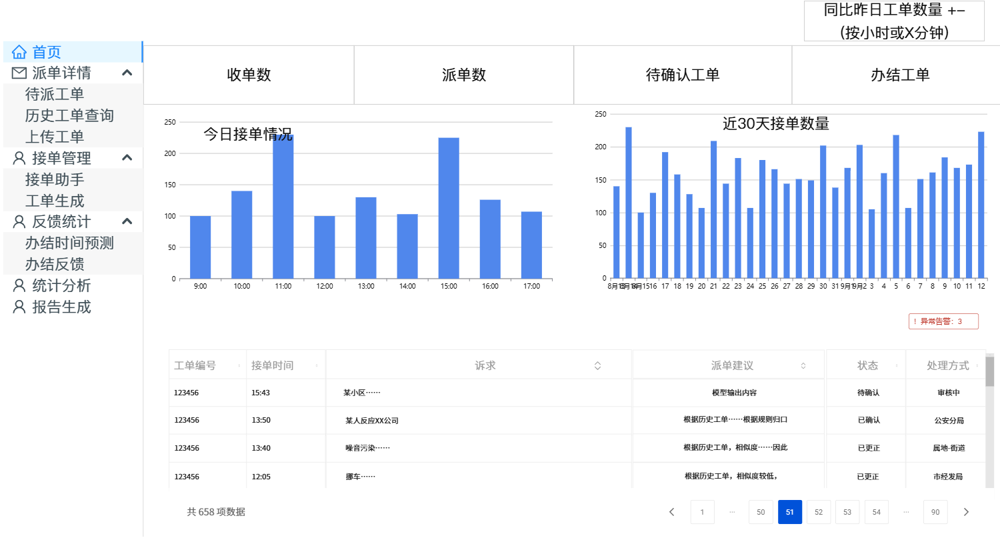 同比昨日工单数量 +-
(按小时或X分钟)
首页
派单详情
待派工单
历史工单查询
上传工单
接单管理
接单助手
工单生成
反馈统计
办结时间预测
办结反馈
统计分析
报告生成
收单数 派单数 待确认工单 办结工单
今日接单情况
250
200
150
100
50
0
9:00 10:00 11:00 12:00 13:00 14:00 15:00 16:00 17:00
近30天接单数量
250
200
150
100
50
0
8月13 8月14 8月15 16 17 18 19 20 21 22 23 24 25 26 27 28 29 30 31 9月1 9月2 3 4 5 6 7 8 9 10 11 12
! 异常告警: 3
工单编号 接单时间 诉求 派单建议 状态 处理方式
123456 15:43 某小区…… 模型输出内容 待确认 审核中
123456 13:50 某人反应XX公司 根据历史工单……根据规则归口 已确认 公安分局
123456 13:40 噪音污染…… 根据历史工单，相似度……因此 已更正 属地-街道
123456 12:05 挪车…… 根据历史工单，相似度较低， 已更正 市经发局
共 658 项数据
1 ··· 50 51 52 53 54 ··· 90